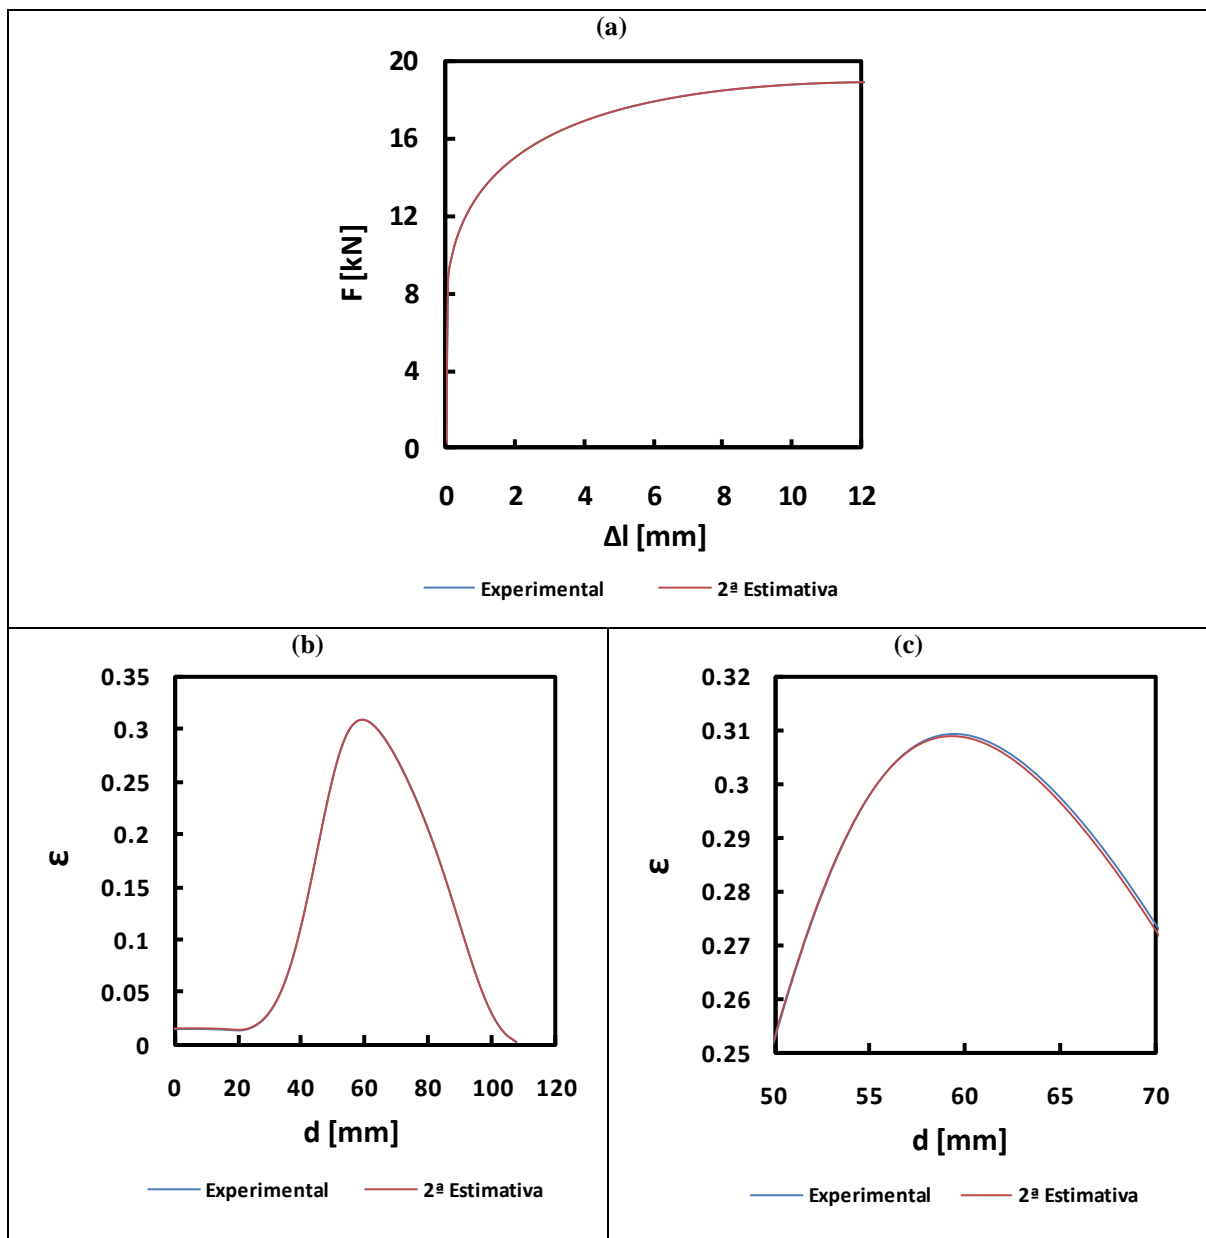 (a)
20
16
12
8
4
0
F [kN]
0 2 4 6 8 10 12
Δl [mm]
Experimental 2ª Estimativa
(b)
0.35
0.3
0.25
0.2
0.15
0.1
0.05
0
ε
0 20 40 60 80 100 120
d [mm]
Experimental 2ª Estimativa
(c)
0.32
0.31
0.3
0.29
0.28
0.27
0.26
0.25
ε
50 55 60 65 70
d [mm]
Experimental 2ª Estimativa